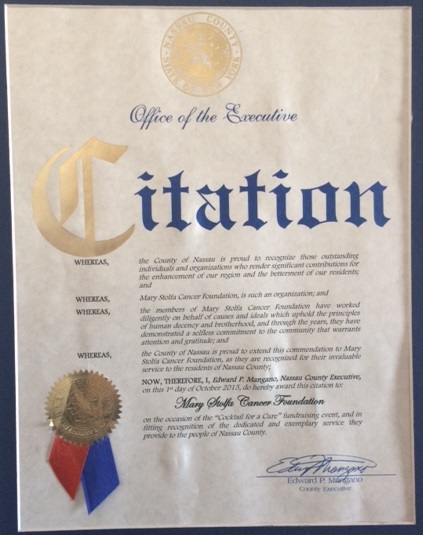 NASSAU COUNTY
STATE OF NEW YORK
Office of the Executive
Citation
WHEREAS, the County of Nassau is proud to recognize those outstanding
individuals and organizations who render significant contributions for
the enhancement of our region and the betterment of our residents;
and
WHEREAS, Mary Stolfa Cancer Foundation, is such an organization; and
WHEREAS, the members of Mary Stolfa Cancer Foundation have worked
diligently on behalf of causes and ideals which uphold the principles
of human decency and brotherhood, and through the years, they have
demonstrated a selfless commitment to the community that warrants
attention and gratitude; and
WHEREAS, the County of Nassau is proud to extend this commendation to Mary
Stolfa Cancer Foundation, as they are recognized for their invaluable
service to the residents of Nassau County;
NOW, THEREFORE, I, Edward P. Mangano, Nassau County Executive,
on this 1st day of October 2013, do hereby award this citation to:
Mary Stolfa Cancer Foundation
on the occasion of the "Cocktail for a Cure" fundraising event, and in
fitting recognition of the dedicated and exemplary service they
provide to the people of Nassau County.
Edward P. Mangano
Edward P. Mangano
County Executive